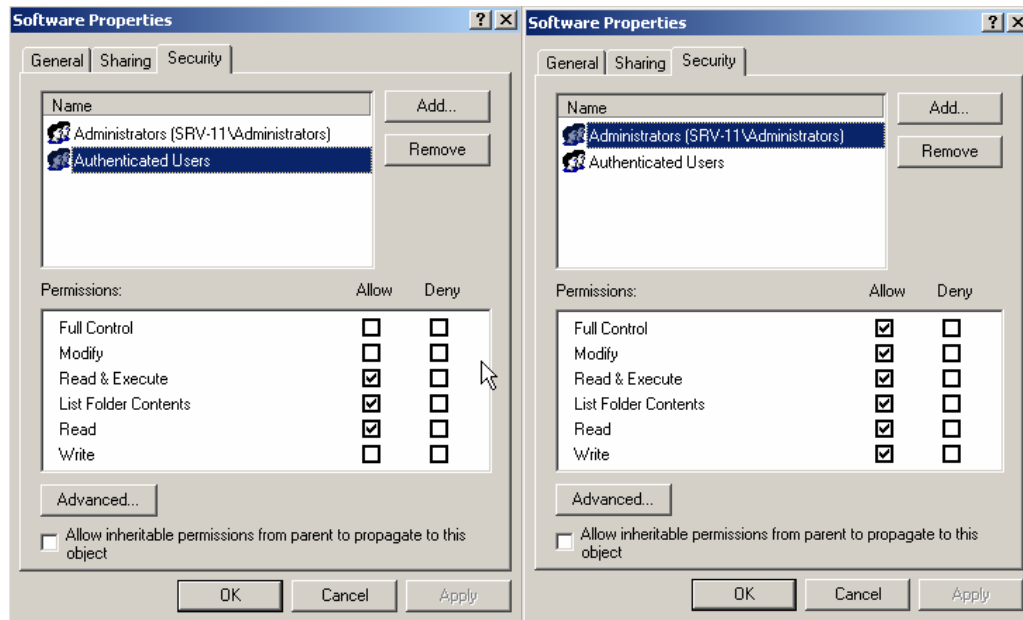 Software Properties
General Sharing Security
Name
Add...
Administrators (SRV-11\Administrators)
Authenticated Users
Remove
Permissions: Allow Deny
Full Control
Modify
Read & Execute
List Folder Contents
Read
Write
Advanced...
Allow inheritable permissions from parent to propagate to this
object
OK Cancel Apply
Software Properties
General Sharing Security
Name
Add...
Administrators (SRV-11\Administrators)
Authenticated Users
Remove
Permissions: Allow Deny
Full Control
Modify
Read & Execute
List Folder Contents
Read
Write
Advanced...
Allow inheritable permissions from parent to propagate to this
object
OK Cancel Apply